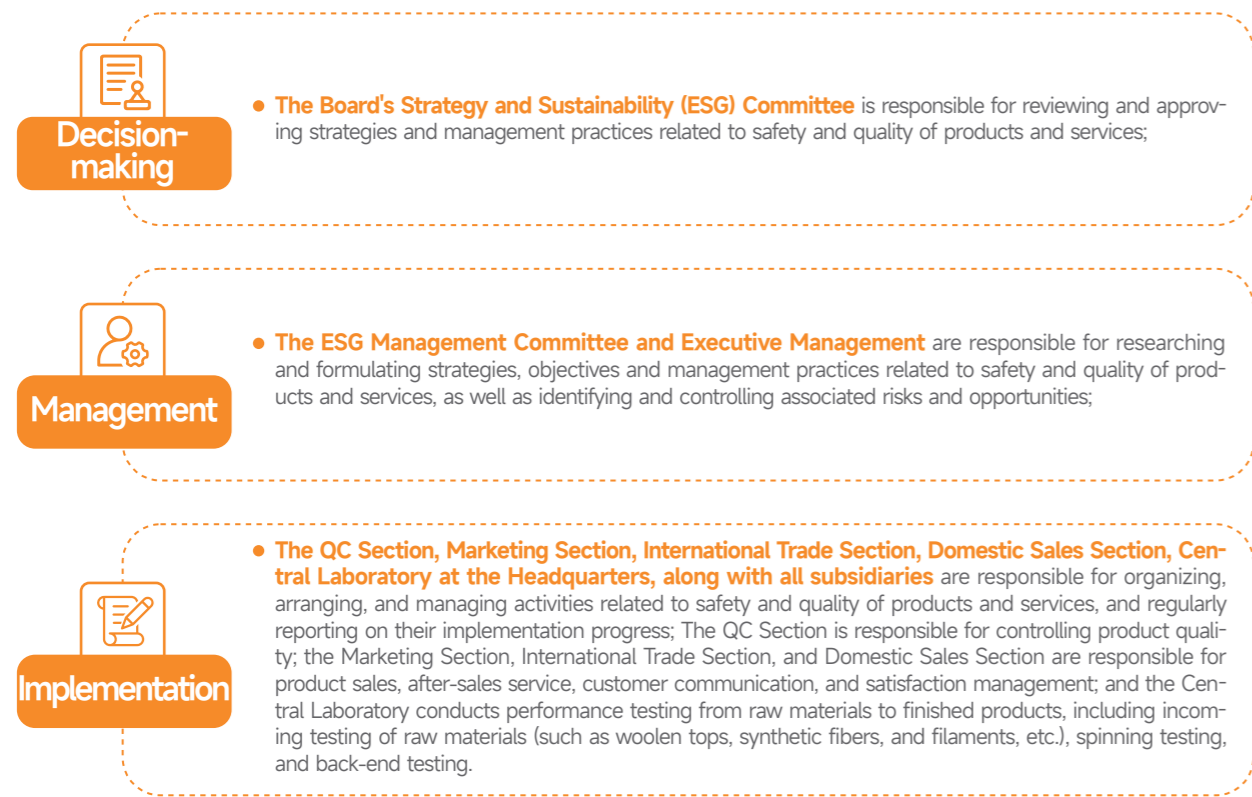 Decision-
making
● The Board's Strategy and Sustainability (ESG) Committee is responsible for reviewing and approv-
ing strategies and management practices related to safety and quality of products and services;
Management
● The ESG Management Committee and Executive Management are responsible for researching
and formulating strategies, objectives and management practices related to safety and quality of prod-
ucts and services, as well as identifying and controlling associated risks and opportunities;
Implementation
● The QC Section, Marketing Section, International Trade Section, Domestic Sales Section, Cen-
tral Laboratory at the Headquarters, along with all subsidiaries are responsible for organizing,
arranging, and managing activities related to safety and quality of products and services, and regularly
reporting on their implementation progress; The QC Section is responsible for controlling product quali-
ty; the Marketing Section, International Trade Section, and Domestic Sales Section are responsible for
product sales, after-sales service, customer communication, and satisfaction management; and the Cen-
tral Laboratory conducts performance testing from raw materials to finished products, including incom-
ing testing of raw materials (such as woolen tops, synthetic fibers, and filaments, etc.), spinning testing,
and back-end testing.